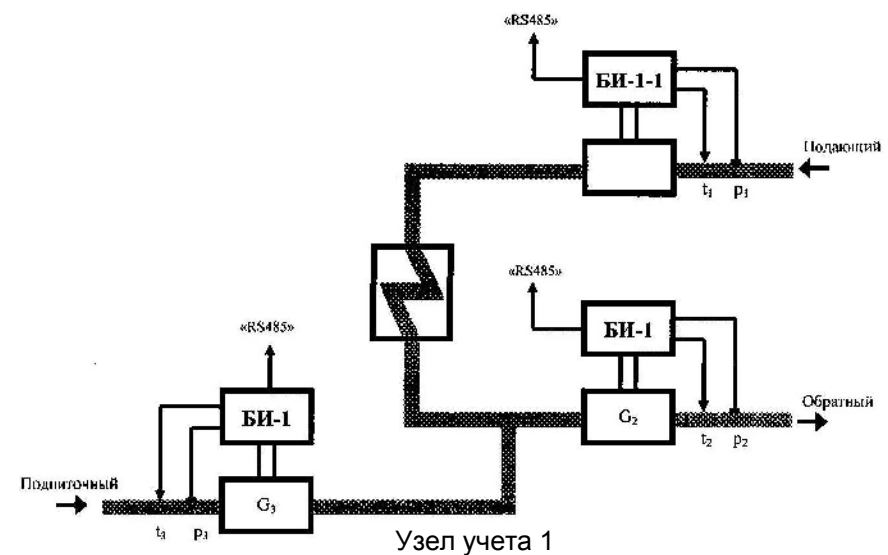 «RS485»
БИ-1-1
Подающий
t₁ p₁
«RS485»
БИ-1
Обратный
G₂
t₂ p₂
«RS485»
БИ-1
Подпиточный
G₃
t₃ p₃
Узел учета 1